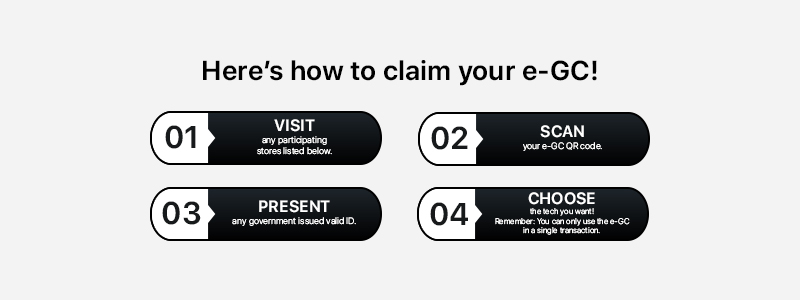 Here's how to claim your e-GC!
01
VISIT
any participating
stores listed below.
02
SCAN
your e-GC QR code.
03
PRESENT
any government issued valid ID.
04
CHOOSE
the tech you want!
Remember: You can only use the e-GC
in a single transaction.